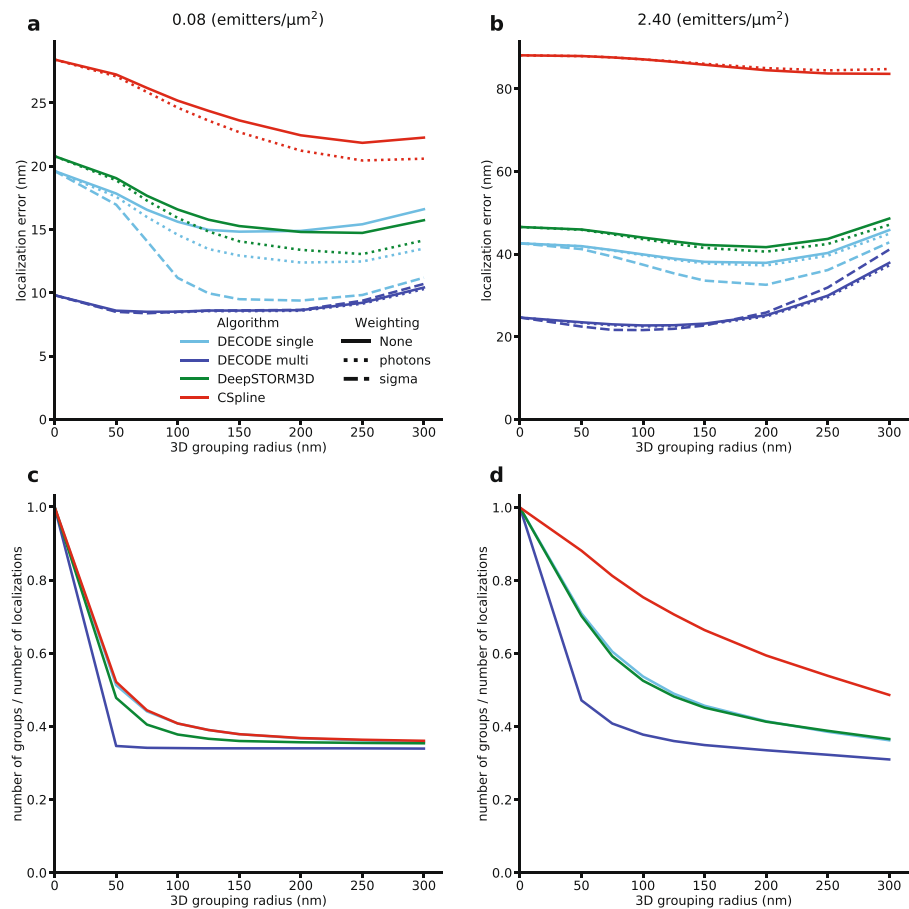 a
0.08 (emitters/μm²)
localization error (nm)
25
20
15
10
5
0
0 50 100 150 200 250 300
3D grouping radius (nm)
Algorithm
DECODE single
DECODE multi
DeepSTORM3D
CSpline
Weighting
None
photons
sigma
b
2.40 (emitters/μm²)
localization error (nm)
80
60
40
20
0
0 50 100 150 200 250 300
3D grouping radius (nm)
c
number of groups / number of localizations
1.0
0.8
0.6
0.4
0.2
0.0
0 50 100 150 200 250 300
3D grouping radius (nm)
d
number of groups / number of localizations
1.0
0.8
0.6
0.4
0.2
0.0
0 50 100 150 200 250 300
3D grouping radius (nm)